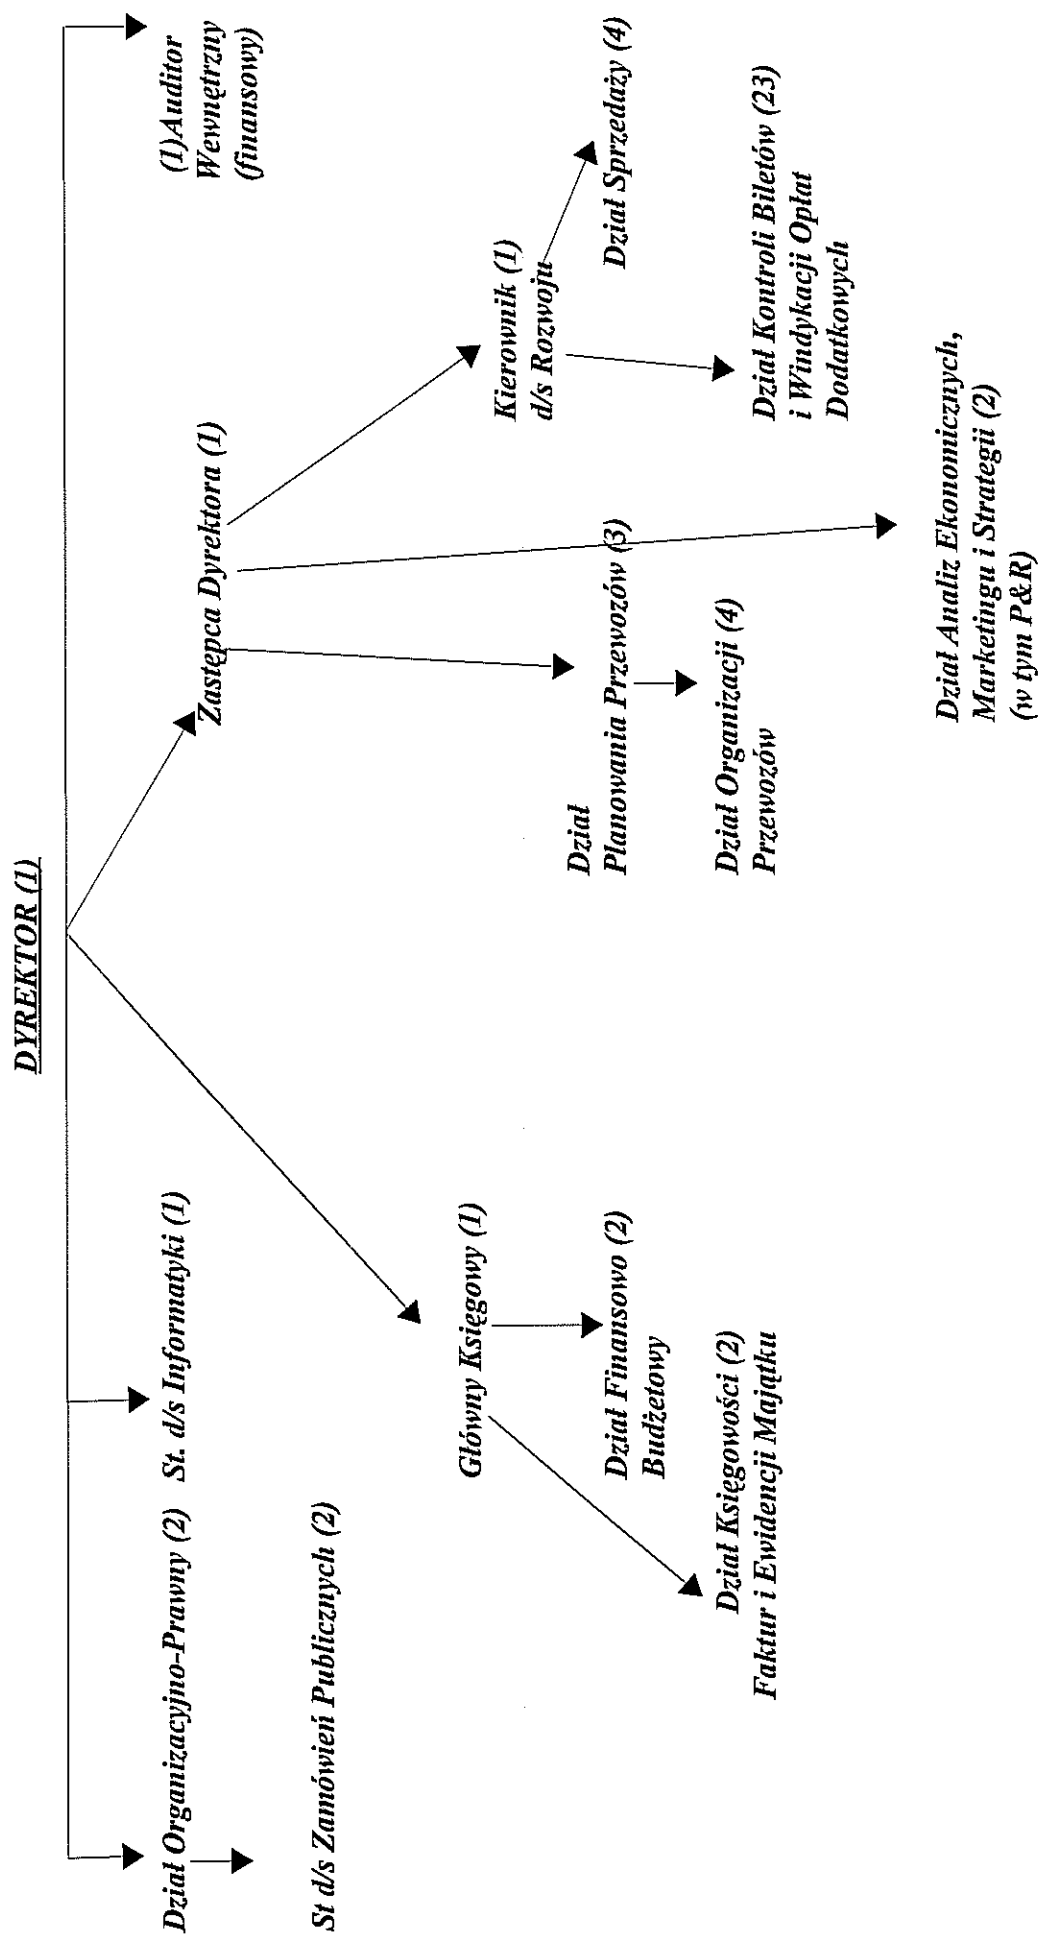 DYREKTOR (1)
Dział Organizacyjno-Prawny (2)
St. d/s Informatyki (1)
(1)Auditor
Wewnętrzny
(finansowy)
Zastępca Dyrektora (1)
St d/s Zamówień Publicznych (2)
Główny Księgowy (1)
Kierownik (1)
d/s Rozwoju
Dział Finansowo (2)
Budżetowy
Dział
Planowania Przewozów (3)
Dział Sprzedaży (4)
Dział Księgowości (2)
Faktur i Ewidencji Majątku
Dział Organizacji (4)
Przewozów
Dział Kontroli Biletów (23)
i Windykacji Opłat
Dodatkowych
Dział Analiz Ekonomicznych,
Marketingu i Strategii (2)
(w tym P&R)